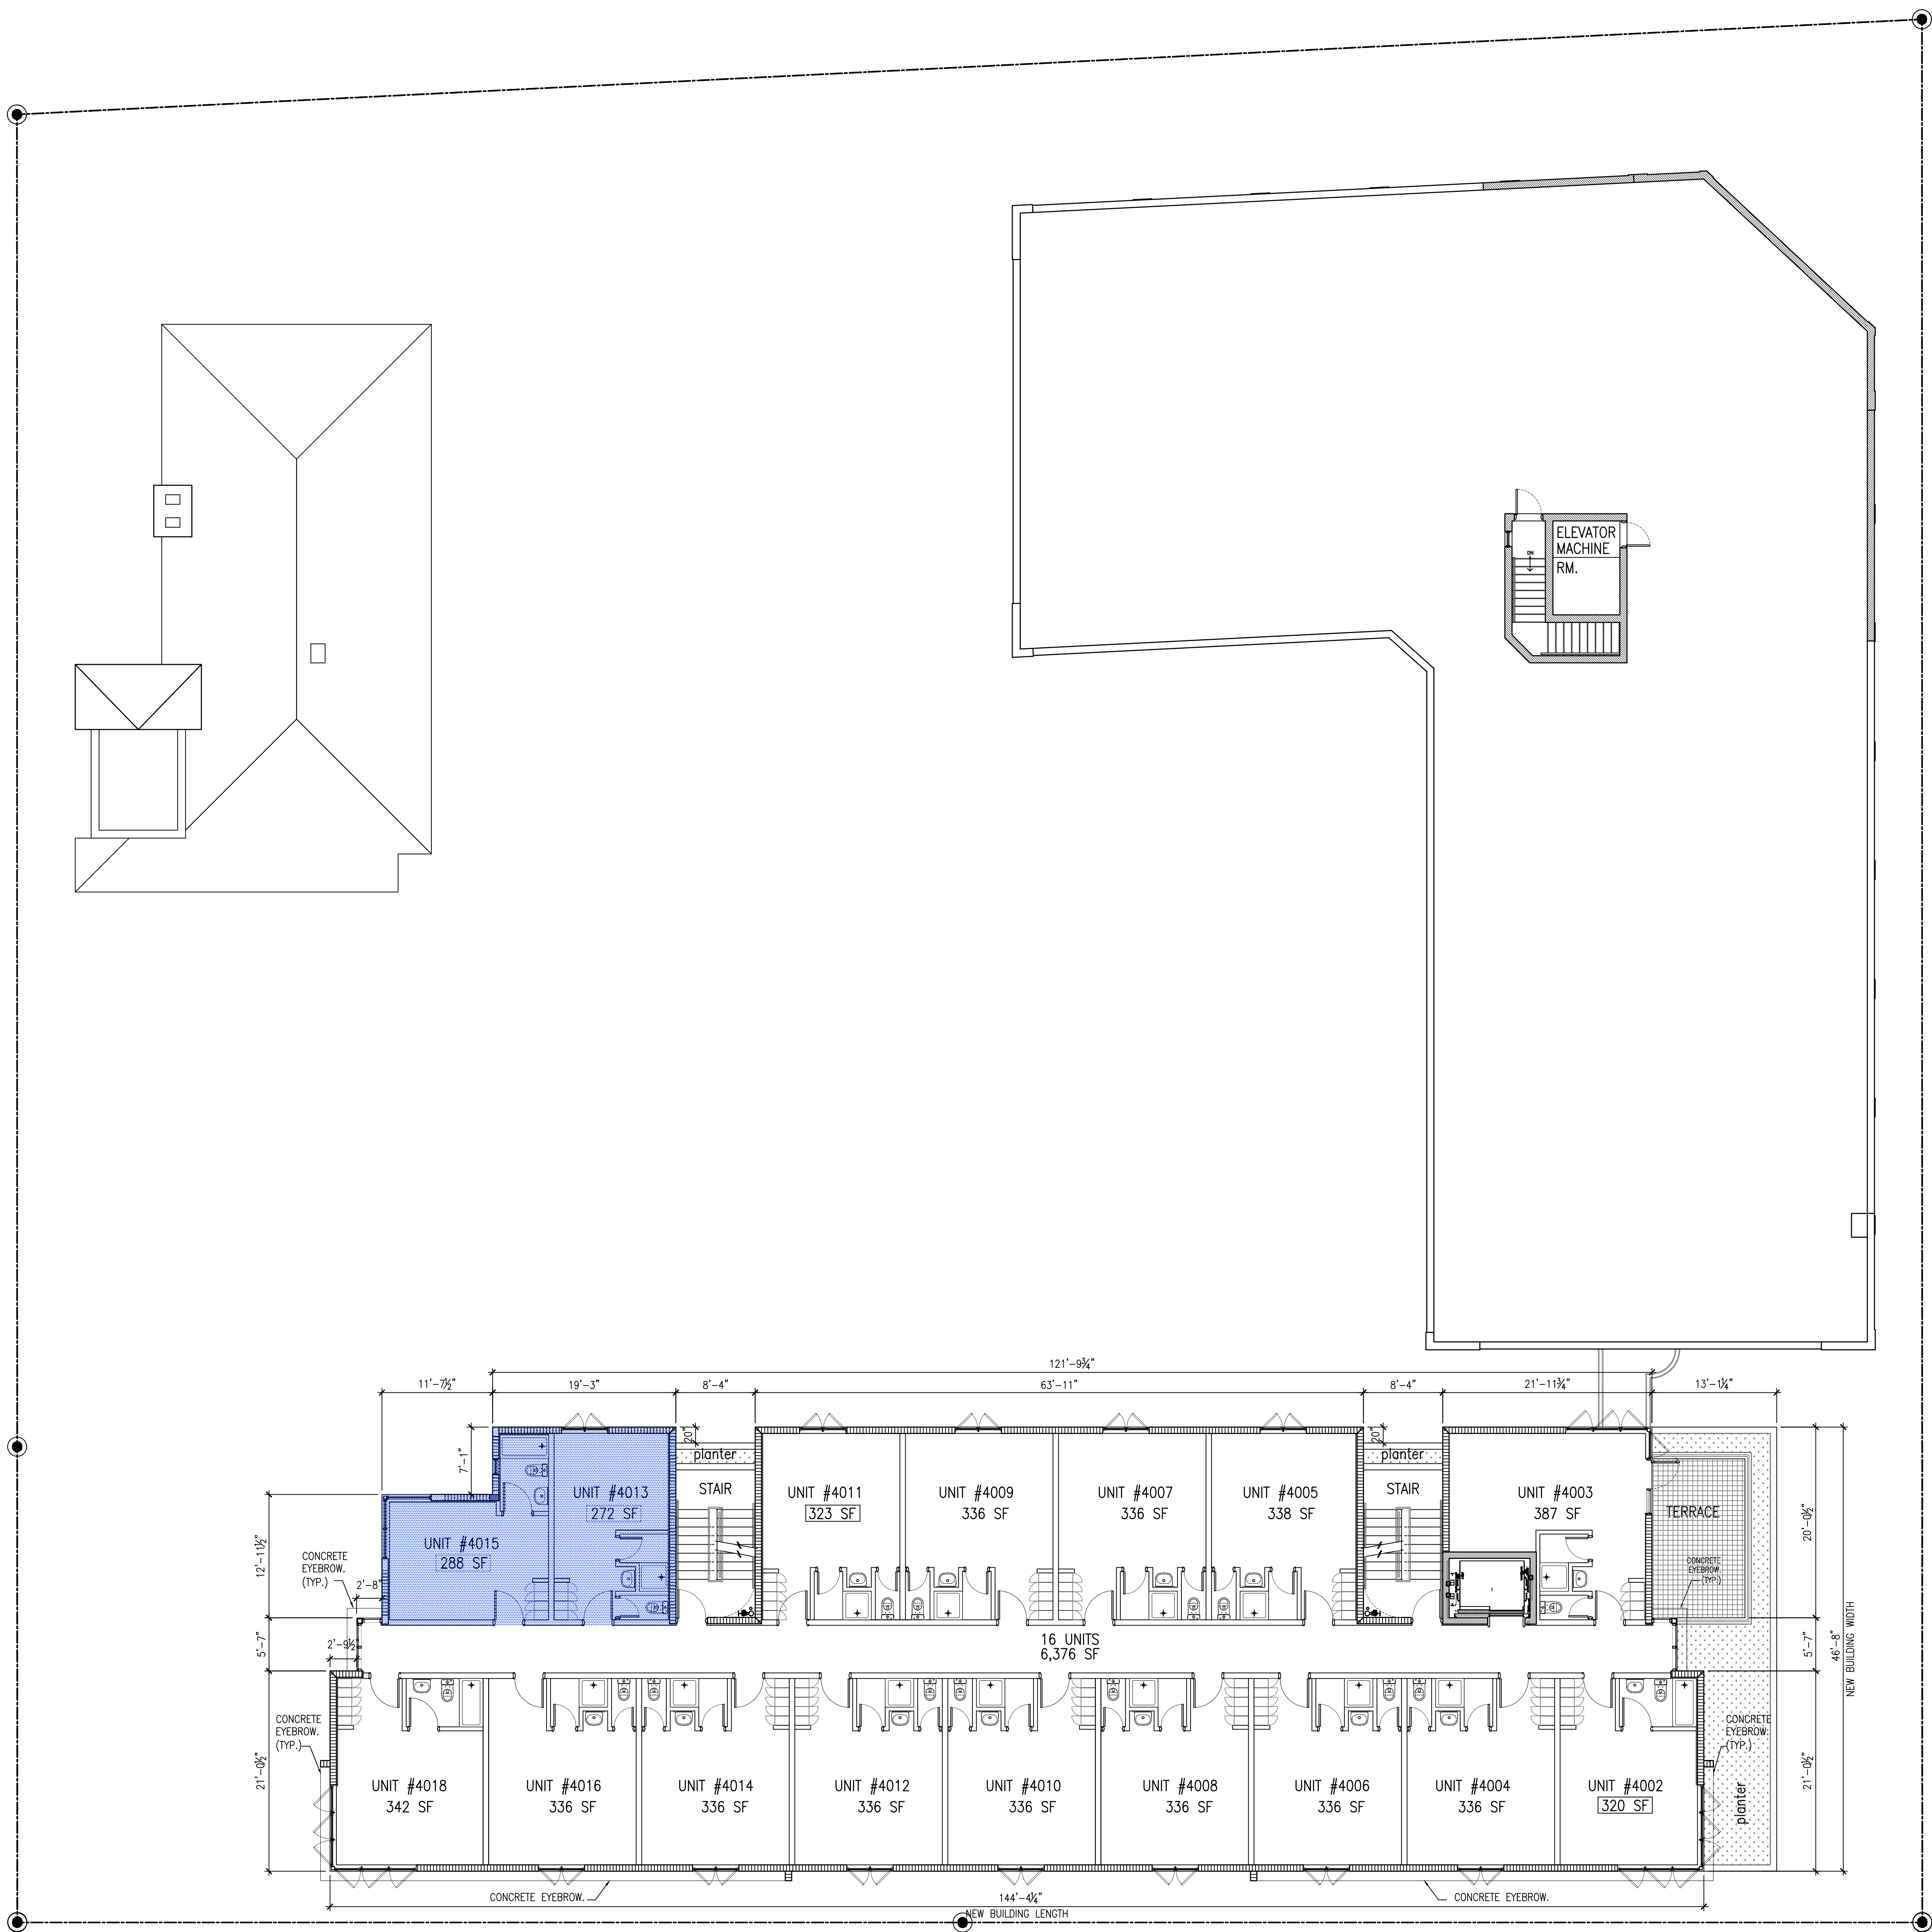 ELEVATOR
MACHINE
RM.
DN
121'-9¾"
11'-7½"
19'-3"
8'-4"
63'-11"
8'-4"
21'-11¾"
13'-1¼"
7'-1"
20"
20"
planter
planter
STAIR
STAIR
UNIT #4013
272 SF
UNIT #4011
323 SF
UNIT #4009
336 SF
UNIT #4007
336 SF
UNIT #4005
338 SF
UNIT #4003
387 SF
TERRACE
20'-0½"
UNIT #4015
288 SF
12'-11½"
CONCRETE
EYEBROW.
(TYP.)
2'-8"
CONCRETE
EYEBROW.
(TYP.)
5'-7"
2'-9½"
16 UNITS
6,376 SF
5'-7"
46'-8"
NEW BUILDING WIDTH
CONCRETE
EYEBROW.
(TYP.)
CONCRETE
EYEBROW.
(TYP.)
21'-0½"
UNIT #4018
342 SF
UNIT #4016
336 SF
UNIT #4014
336 SF
UNIT #4012
336 SF
UNIT #4010
336 SF
UNIT #4008
336 SF
UNIT #4006
336 SF
UNIT #4004
336 SF
UNIT #4002
320 SF
planter
21'-0½"
CONCRETE EYEBROW.
CONCRETE EYEBROW.
144'-4¼"
NEW BUILDING LENGTH